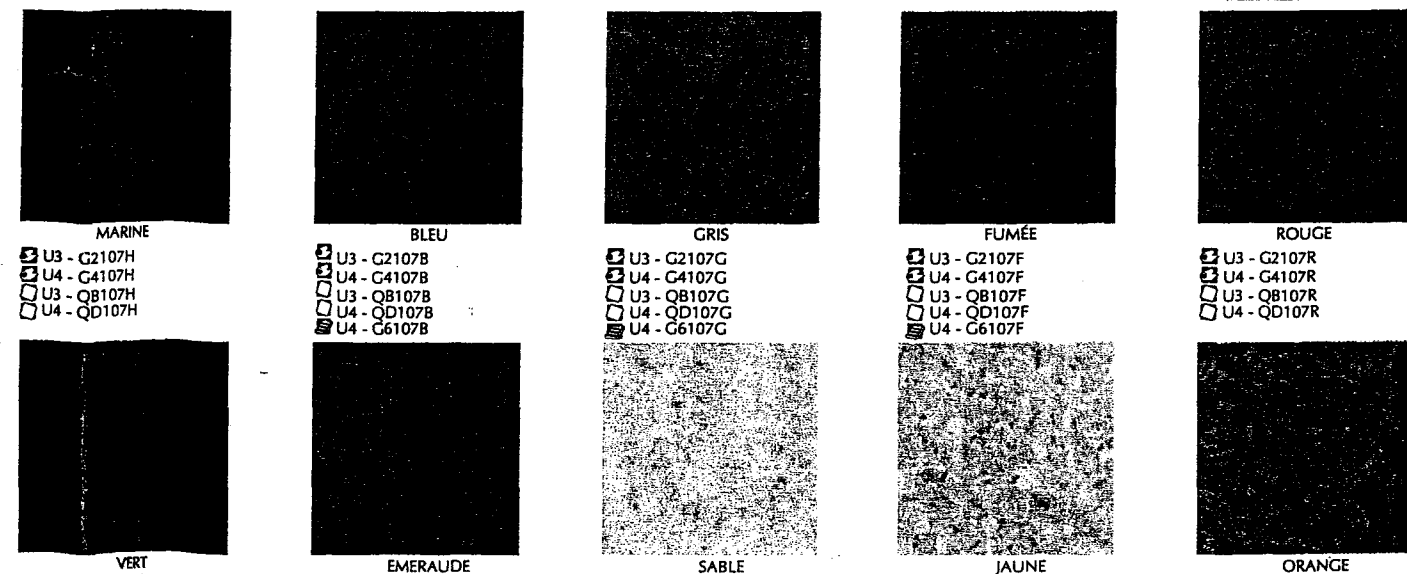 MARINE
U3 - G2107H
U4 - G4107H
U3 - QB107H
U4 - QD107H
BLEU
U3 - G2107B
U4 - G4107B
U3 - QB107B
U4 - QD107B
U4 - G6107B
GRIS
U3 - G2107G
U4 - G4107G
U3 - QB107G
U4 - QD107G
U4 - G6107G
FUMÉE
U3 - G2107F
U4 - G4107F
U3 - QB107F
U4 - QD107F
U4 - G6107F
ROUGE
U3 - G2107R
U4 - G4107R
U3 - QB107R
U4 - QD107R
VERT
EMERAUDE
SABLE
JAUNE
ORANGE